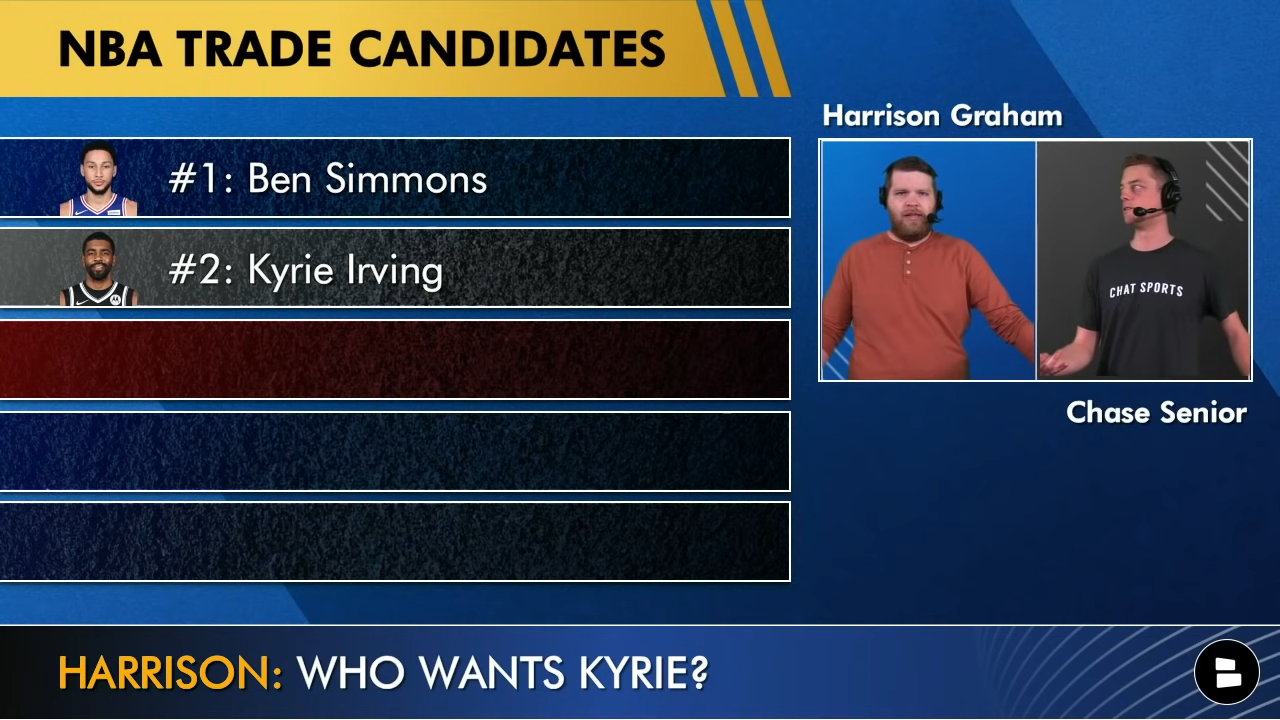 NBA TRADE CANDIDATES
Harrison Graham
#1: Ben Simmons
#2: Kyrie Irving
CHAT SPORTS
Chase Senior
HARRISON: WHO WANTS KYRIE?